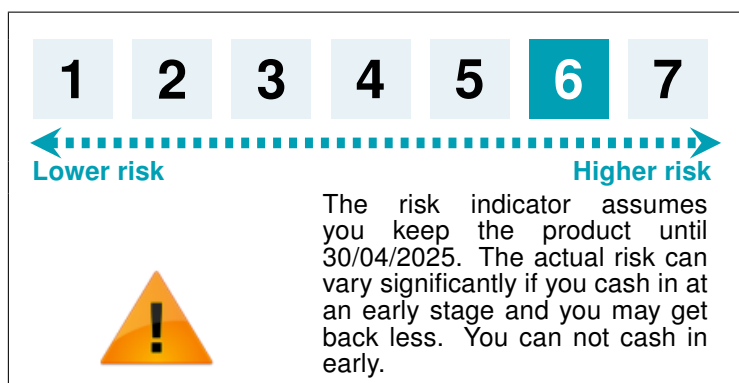 1 2 3 4 5 6 7
Lower risk Higher risk
The risk indicator assumes
you keep the product until
30/04/2025. The actual risk can
vary significantly if you cash in at
an early stage and you may get
back less. You can not cash in
early.
!